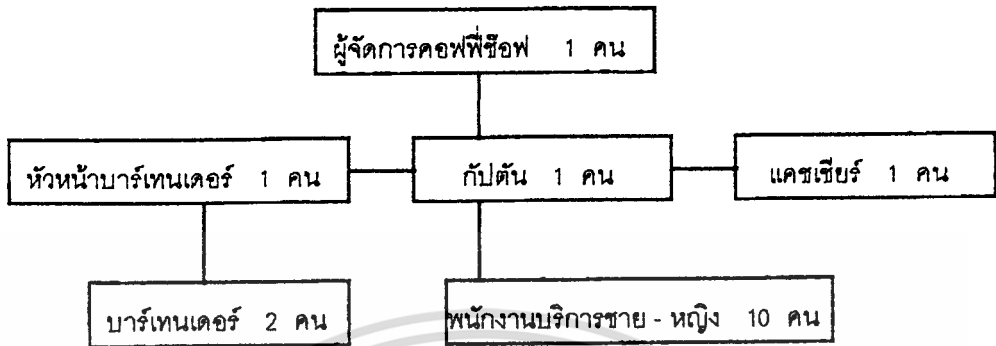 ผู้จัดการคอฟฟี่ช๊อฟ 1 คน
หัวหน้าบาร์เทนเดอร์ 1 คน
กัปตัน 1 คน
แคชเชียร์ 1 คน
บาร์เทนเดอร์ 2 คน
พนักงานบริการชาย - หญิง 10 คน